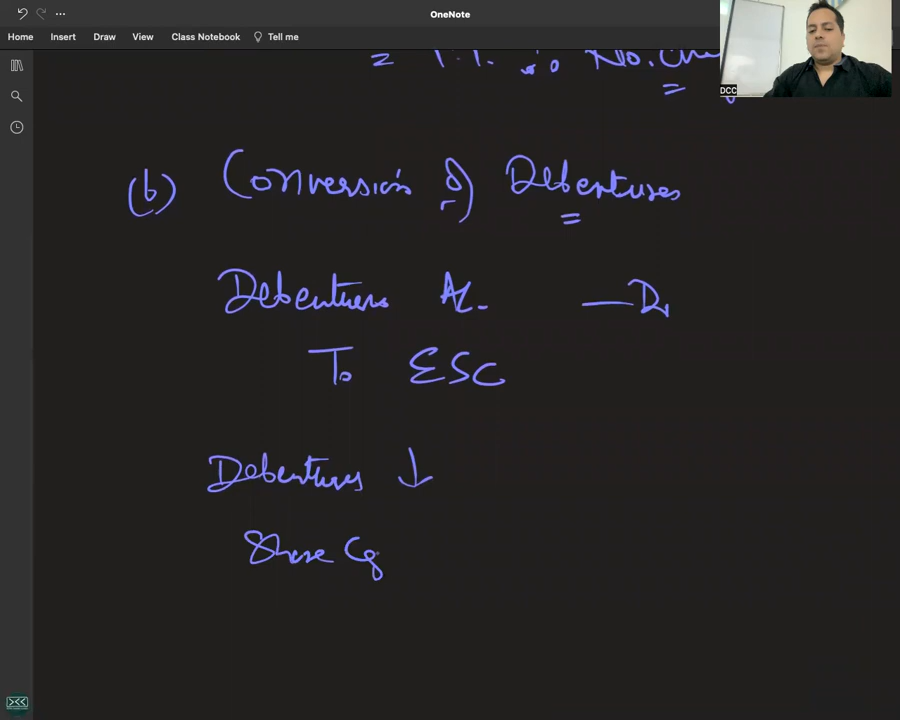 OneNote
Home Insert Draw View Class Notebook Tell me
DCC
= No.
(b) Conversion of Debentures
Debentures A/c. — Dr
To ESC
Debentures ↓
Share Cap